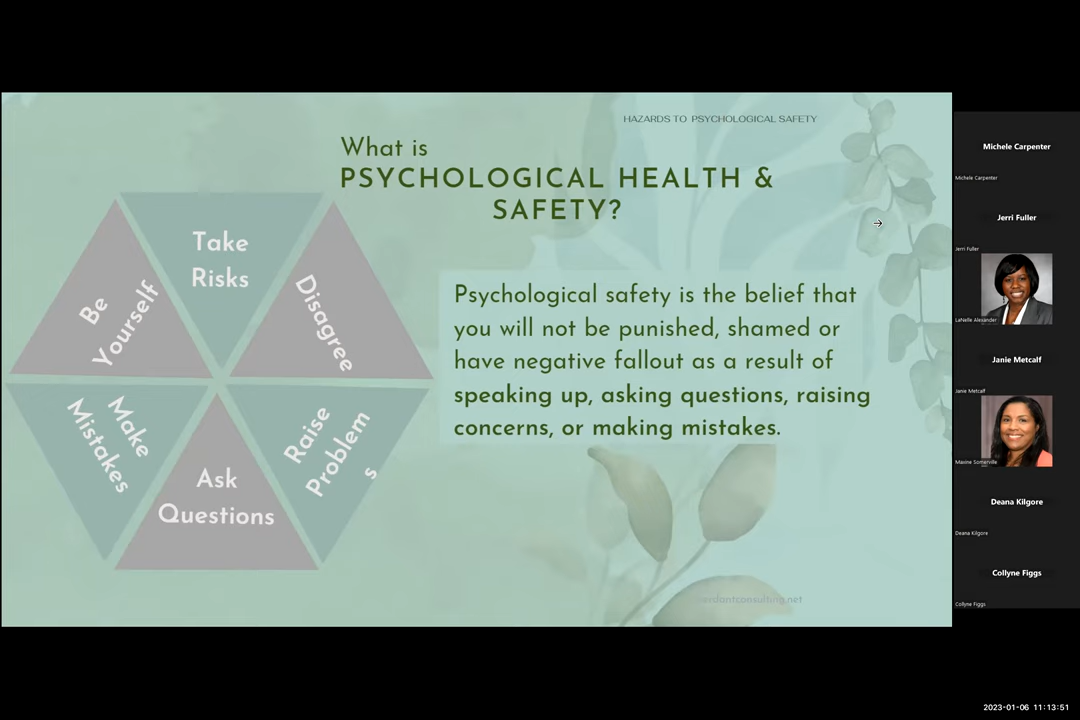 HAZARDS TO PSYCHOLOGICAL SAFETY
What is
PSYCHOLOGICAL HEALTH &
SAFETY?
Take
Risks
Be
Yourself
Disagree
Make
Mistakes
Ask
Questions
Raise
Problem
s
Psychological safety is the belief that
you will not be punished, shamed or
have negative fallout as a result of
speaking up, asking questions, raising
concerns, or making mistakes.
verdantconsulting.net
Michele Carpenter
Michele Carpenter
Jerri Fuller
Jerri Fuller
LaNelle Alexander
Janie Metcalf
Janie Metcalf
Maxine Somerville
Deana Kilgore
Deana Kilgore
Collyne Figgs
Collyne Figgs
2023-01-06 11:13:51